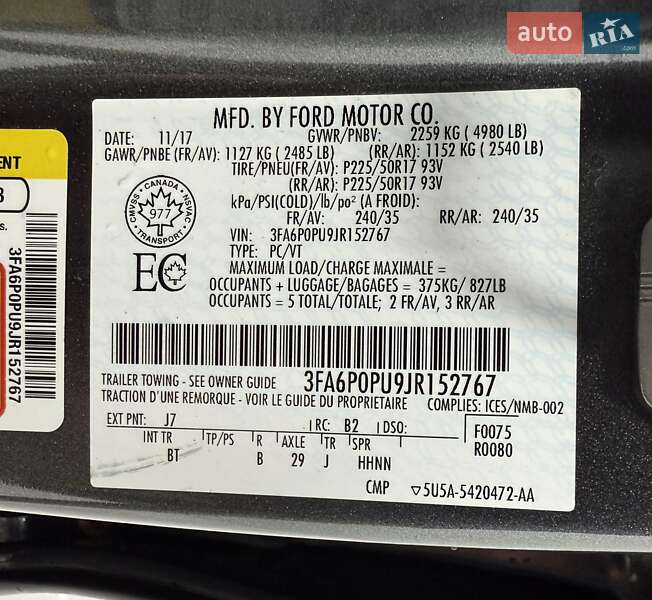 auto RIA
.com
MFD. BY FORD MOTOR CO.
DATE: 11/17 GVWR/PNBV: 2259 KG ( 4980 LB)
GAWR/PNBE (FR/AV): 1127 KG ( 2485 LB) (RR/AR): 1152 KG ( 2540 LB)
TIRE/PNEU(FR/AV): P225/50R17 93V
(RR/AR): P225/50R17 93V
kPa/PSI(COLD)/lb/po² (A FROID):
FR/AV: 240/35 RR/AR: 240/35
VIN: 3FA6P0PU9JR152767
TYPE: PC/VT
MAXIMUM LOAD/CHARGE MAXIMALE =
OCCUPANTS + LUGGAGE/BAGAGES = 375KG/ 827LB
OCCUPANTS = 5 TOTAL/TOTALE; 2 FR/AV, 3 RR/AR
CANADA
CMVSS
NSVAC
977
TRANSPORT
EC
3FA6P0PU9JR152767
TRAILER TOWING - SEE OWNER GUIDE
TRACTION D'UNE REMORQUE - VOIR LE GUIDE DU PROPRIETAIRE
COMPLIES: ICES/NMB-002
EXT PNT: J7 RC: B2 DSO: F0075
R0080
INT TR TP/PS R AXLE TR SPR
BT B 29 J HHNN
CMP ▽5U5A-5420472-AA
ENT
3
s.
3FA6P0PU9JR152767